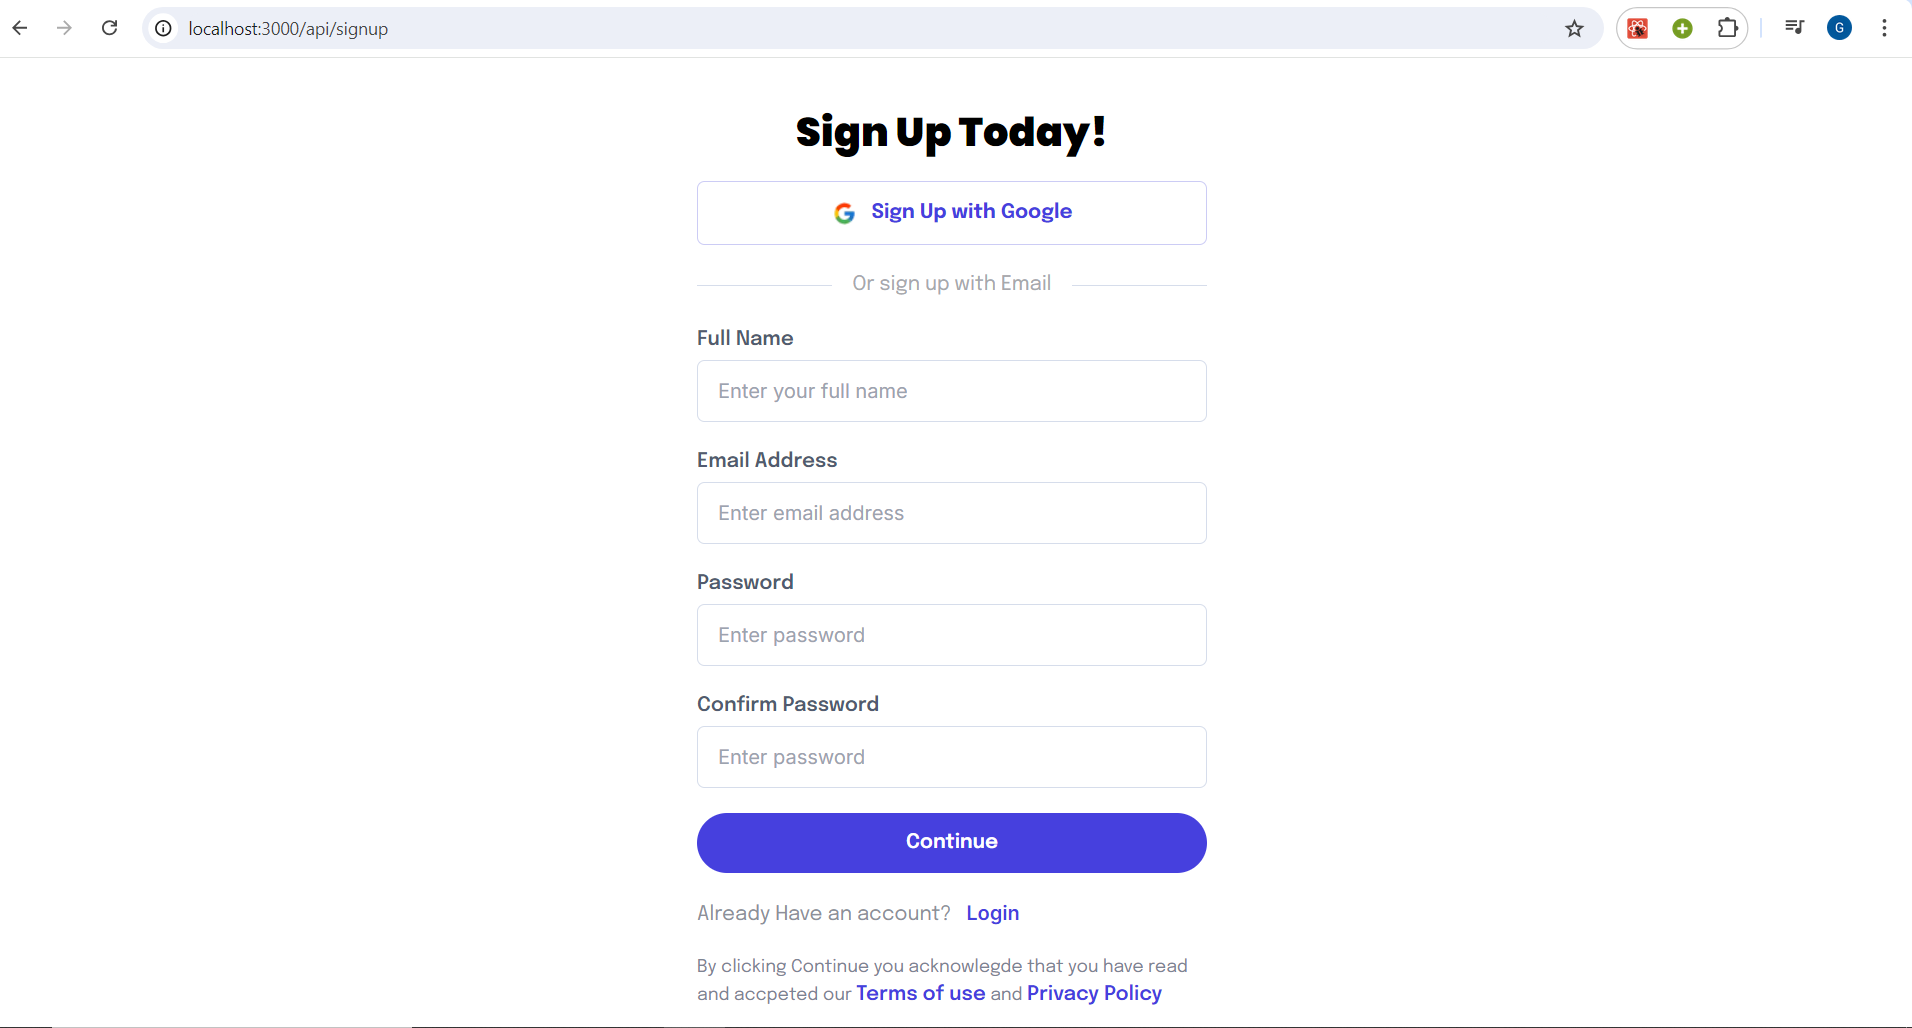 localhost:3000/api/signup
G
Sign Up Today!
Sign Up with Google
Or sign up with Email
Full Name
Enter your full name
Email Address
Enter email address
Password
Enter password
Confirm Password
Enter password
Continue
Already Have an account? Login
By clicking Continue you acknowlegde that you have read
and accpeted our Terms of use and Privacy Policy